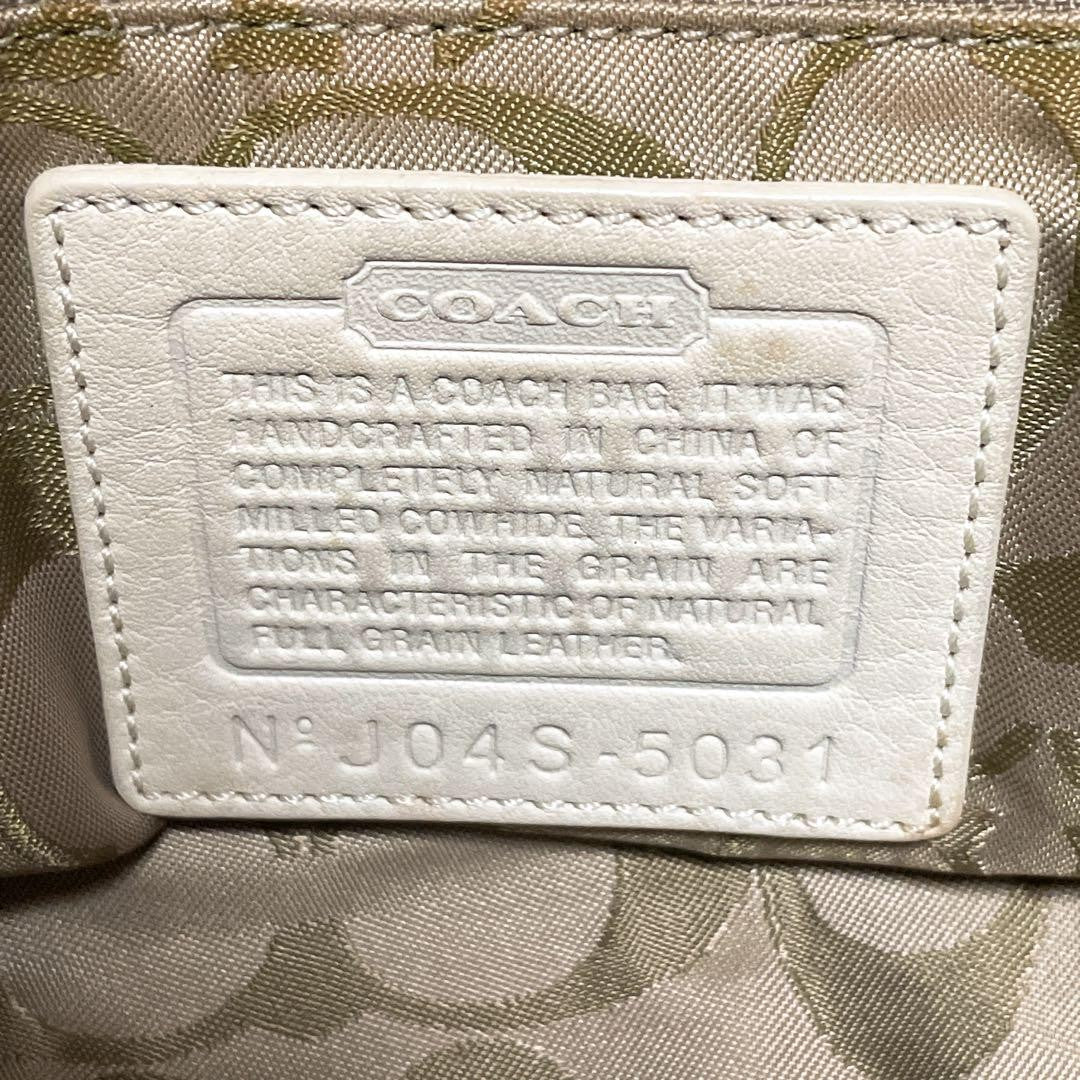 COACH
THIS IS A COACH BAG. IT WAS
HANDCRAFTED IN CHINA OF
COMPLETELY NATURAL SOFT
MILLED COWHIDE. THE VARIA-
TIONS IN THE GRAIN ARE
CHARACTERISTIC OF NATURAL
FULL GRAIN LEATHER.
Nº J04S-5031